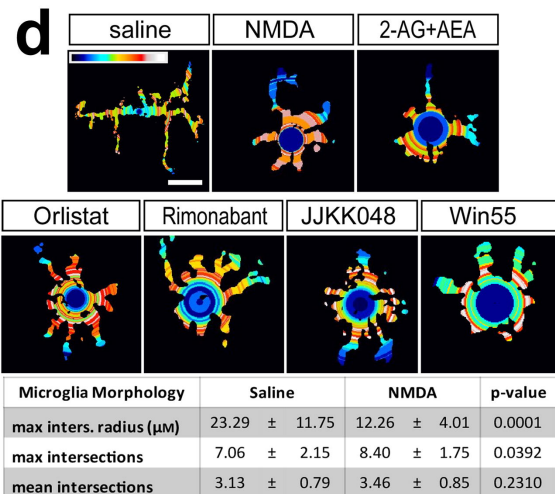 d
saline NMDA 2-AG+AEA
Orlistat Rimonabant JJKK048 Win55
Microglia Morphology Saline NMDA p-value
max inters. radius (μM) 23.29 ± 11.75 12.26 ± 4.01 0.0001
max intersections 7.06 ± 2.15 8.40 ± 1.75 0.0392
mean intersections 3.13 ± 0.79 3.46 ± 0.85 0.2310